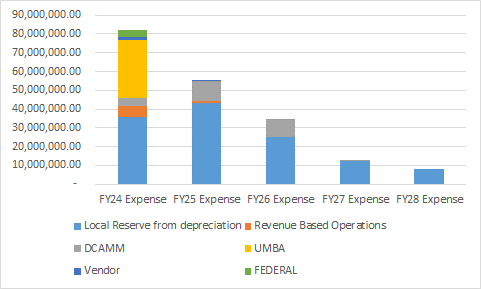 90,000,000.00
80,000,000.00
70,000,000.00
60,000,000.00
50,000,000.00
40,000,000.00
30,000,000.00
20,000,000.00
10,000,000.00
-
FY24 Expense FY25 Expense FY26 Expense FY27 Expense FY28 Expense
Local Reserve from depreciation Revenue Based Operations
DCAMM UMBA
Vendor FEDERAL